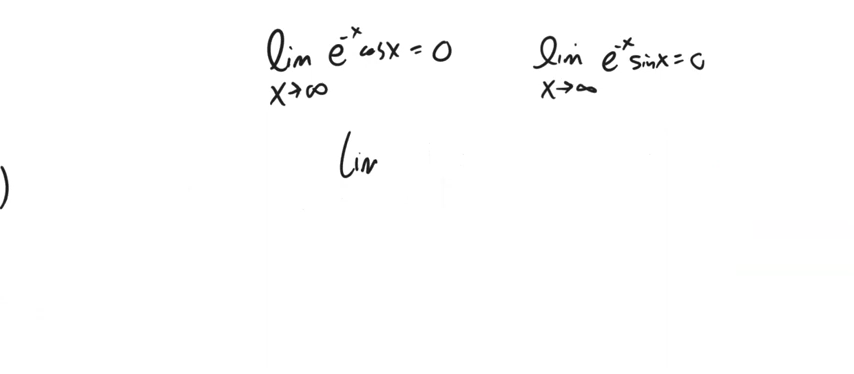 lim e^{-x} cosx = 0    lim e^{-x} sinx = 0
x→∞    x→∞
lim
)